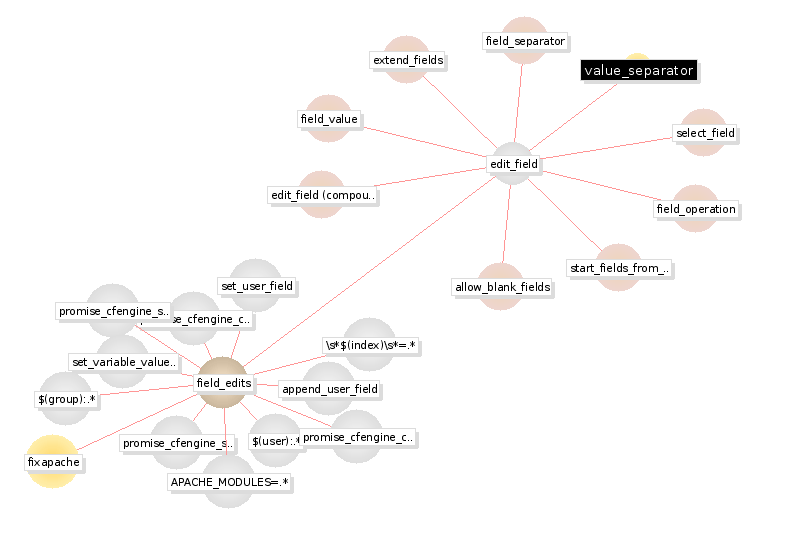 field_separator
extend_fields
value_separator
field_value
select_field
edit_field
edit_field (compou..
field_operation
start_fields_from_..
set_user_field
allow_blank_fields
promise_cfengine_s..
se_cfengine_c..
\s*$(index)\s*=.*
set_variable_value..
field_edits
append_user_field
$(group):.*
promise_cfengine_s..
$(user):.*
promise_cfengine_c..
fixapache
APACHE_MODULES=.*